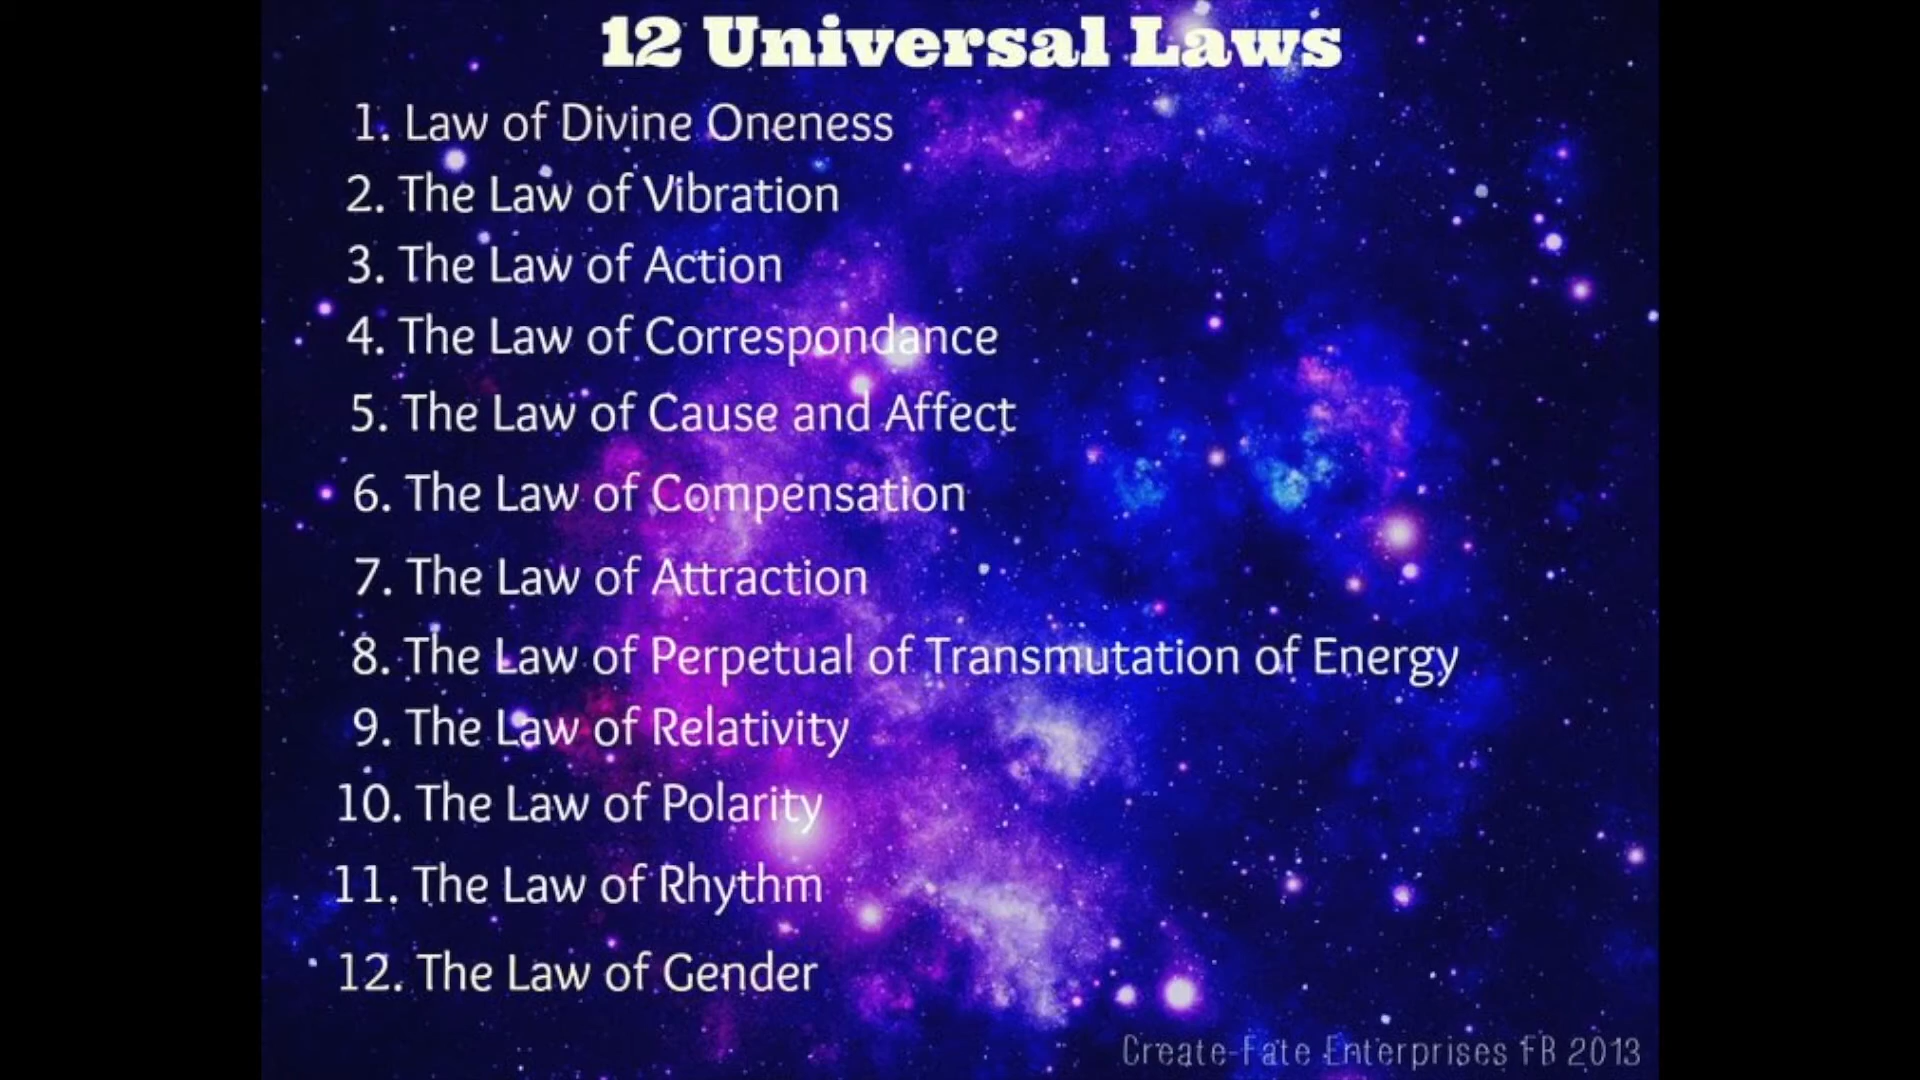 12 Universal Laws
1. Law of Divine Oneness
2. The Law of Vibration
3. The Law of Action
4. The Law of Correspondance
5. The Law of Cause and Affect
6. The Law of Compensation
7. The Law of Attraction
8. The Law of Perpetual of Transmutation of Energy
9. The Law of Relativity
10. The Law of Polarity
11. The Law of Rhythm
12. The Law of Gender
Create-Fate Enterprises FB 2013